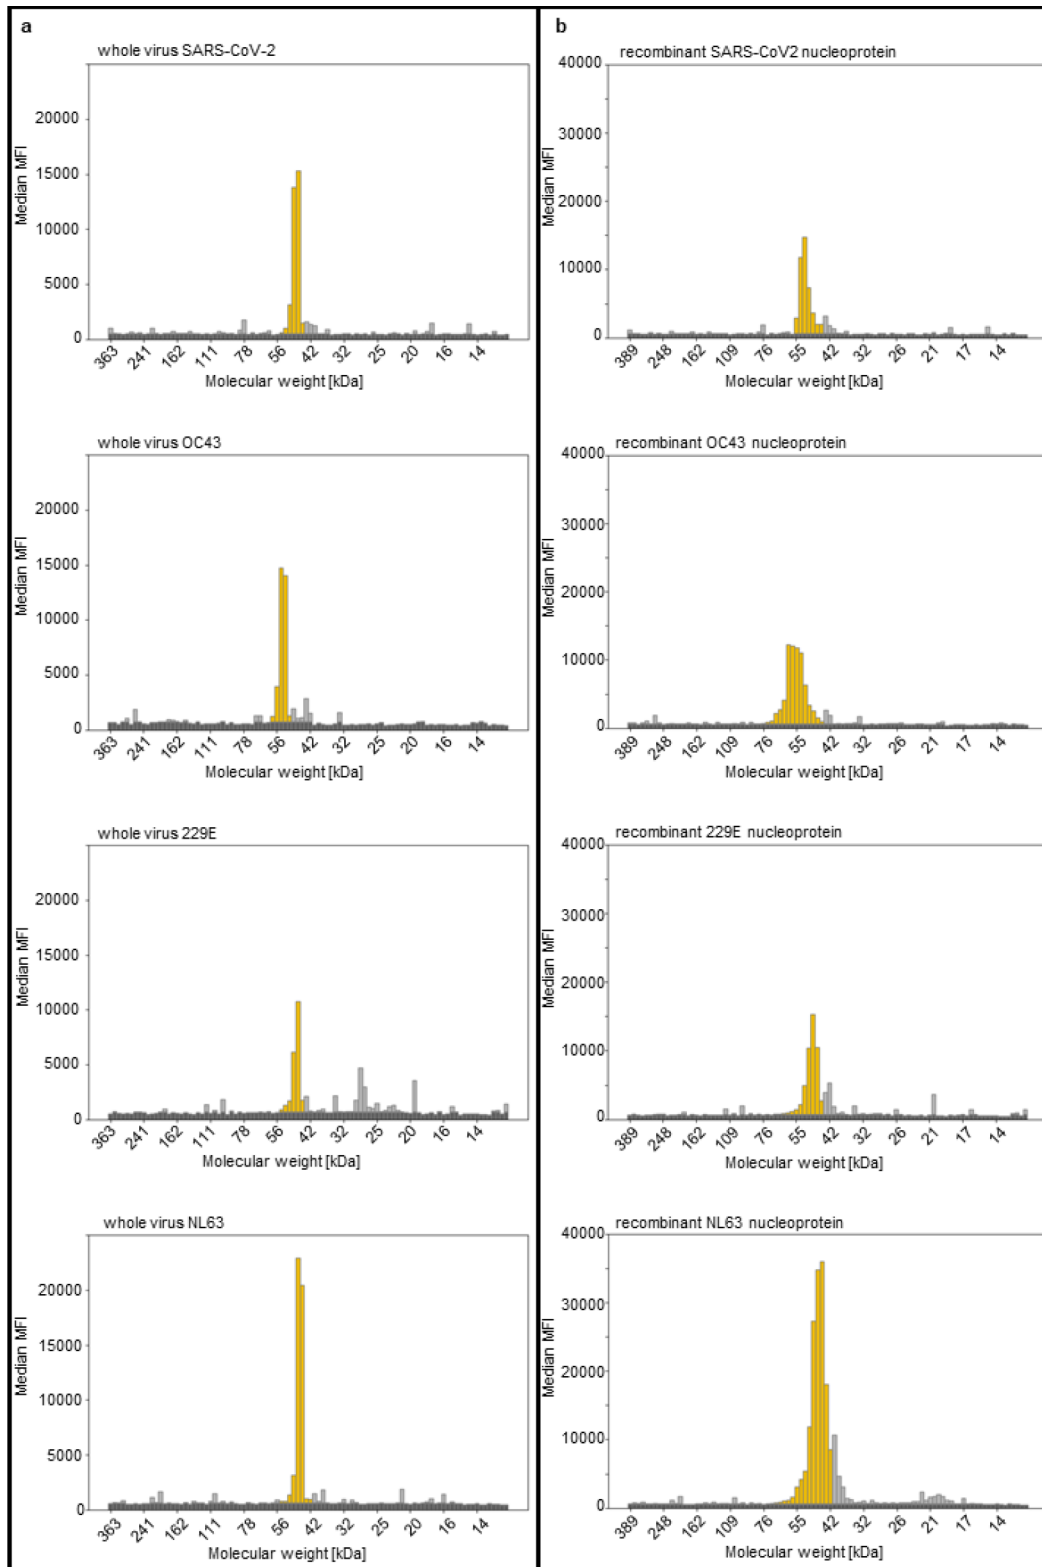 a
whole virus SARS-CoV-2
Median MFI
20000
15000
10000
5000
0
363 241 162 111 78 56 42 32 25 20 16 14
Molecular weight [kDa]
whole virus OC43
Median MFI
20000
15000
10000
5000
0
363 241 162 111 78 56 42 32 25 20 16 14
Molecular weight [kDa]
whole virus 229E
Median MFI
20000
15000
10000
5000
0
363 241 162 111 78 56 42 32 25 20 16 14
Molecular weight [kDa]
whole virus NL63
Median MFI
20000
15000
10000
5000
0
363 241 162 111 78 56 42 32 25 20 16 14
Molecular weight [kDa]
b
recombinant SARS-CoV2 nucleoprotein
Median MFI
40000
30000
20000
10000
0
389 248 162 109 76 55 42 32 26 21 17 14
Molecular weight [kDa]
recombinant OC43 nucleoprotein
Median MFI
40000
30000
20000
10000
0
389 248 162 109 76 55 42 32 26 21 17 14
Molecular weight [kDa]
recombinant 229E nucleoprotein
Median MFI
40000
30000
20000
10000
0
389 248 162 109 76 55 42 32 26 21 17 14
Molecular weight [kDa]
recombinant NL63 nucleoprotein
Median MFI
40000
30000
20000
10000
0
389 248 162 109 76 55 42 32 26 21 17 14
Molecular weight [kDa]